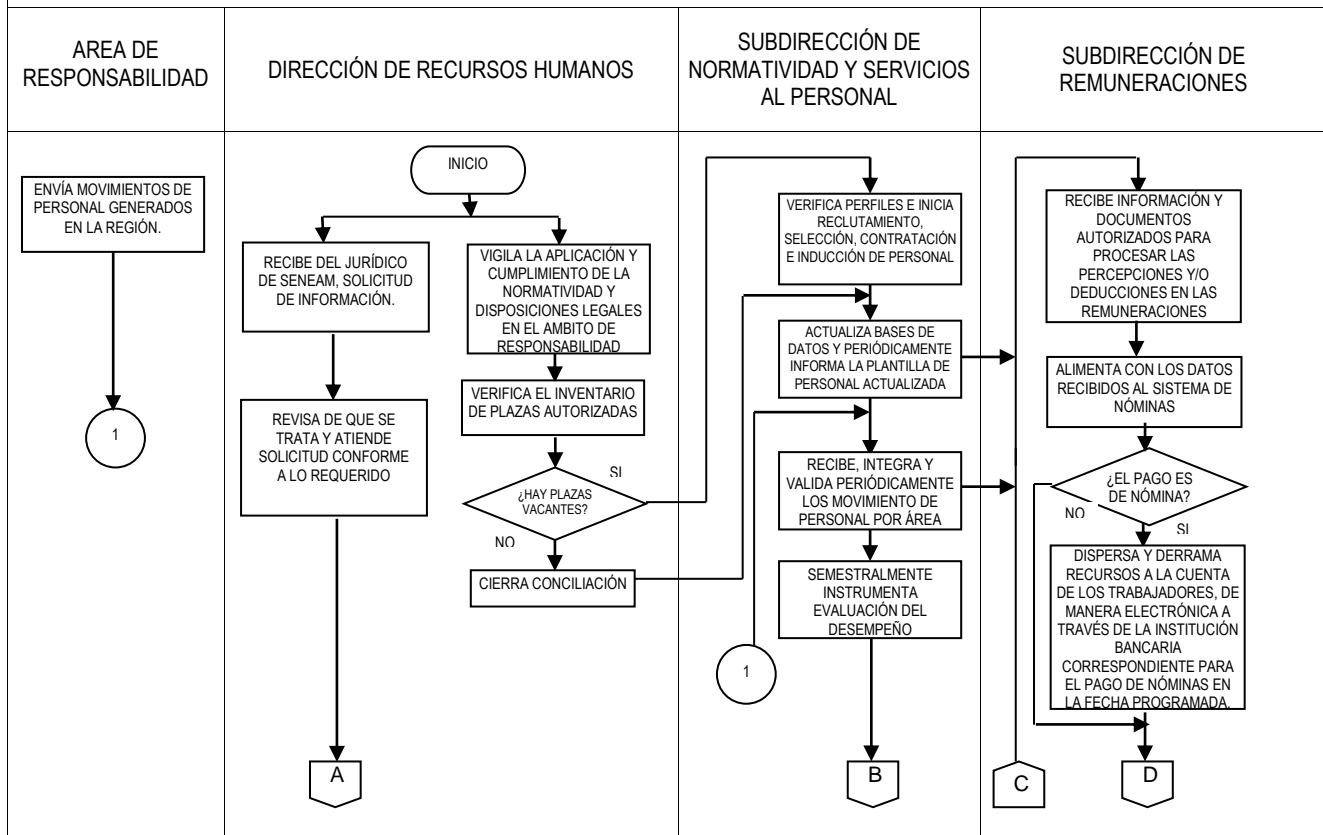 AREA DE
RESPONSABILIDAD
DIRECCIÓN DE RECURSOS HUMANOS
SUBDIRECCIÓN DE
NORMATIVIDAD Y SERVICIOS
AL PERSONAL
SUBDIRECCIÓN DE
REMUNERACIONES
ENVÍA MOVIMIENTOS DE
PERSONAL GENERADOS
EN LA REGIÓN.
1
INICIO
RECIBE DEL JURÍDICO
DE SENEAM, SOLICITUD
DE INFORMACIÓN.
REVISA DE QUE SE
TRATA Y ATIENDE
SOLICITUD CONFORME
A LO REQUERIDO
A
VIGILA LA APLICACIÓN Y
CUMPLIMIENTO DE LA
NORMATIVIDAD Y
DISPOSICIONES LEGALES
EN EL AMBITO DE
RESPONSABILIDAD
VERIFICA EL INVENTARIO
DE PLAZAS AUTORIZADAS
¿HAY PLAZAS
VACANTES?
SI
NO
CIERRA CONCILIACIÓN
VERIFICA PERFILES E INICIA
RECLUTAMIENTO,
SELECCIÓN, CONTRATACIÓN
E INDUCCIÓN DE PERSONAL
ACTUALIZA BASES DE
DATOS Y PERIÓDICAMENTE
INFORMA LA PLANTILLA DE
PERSONAL ACTUALIZADA
RECIBE, INTEGRA Y
VALIDA PERIÓDICAMENTE
LOS MOVIMIENTO DE
PERSONAL POR ÁREA
SEMESTRALMENTE
INSTRUMENTA
EVALUACIÓN DEL
DESEMPEÑO
1
B
RECIBE INFORMACIÓN Y
DOCUMENTOS
AUTORIZADOS PARA
PROCESAR LAS
PERCEPCIONES Y/O
DEDUCCIONES EN LAS
REMUNERACIONES
ALIMENTA CON LOS DATOS
RECIBIDOS AL SISTEMA DE
NÓMINAS
¿EL PAGO ES
DE NÓMINA?
NO
SI
DISPERSA Y DERRAMA
RECURSOS A LA CUENTA
DE LOS TRABAJADORES, DE
MANERA ELECTRÓNICA A
TRAVÉS DE LA INSTITUCIÓN
BANCARIA
CORRESPONDIENTE PARA
EL PAGO DE NÓMINAS EN
LA FECHA PROGRAMADA.
C
D